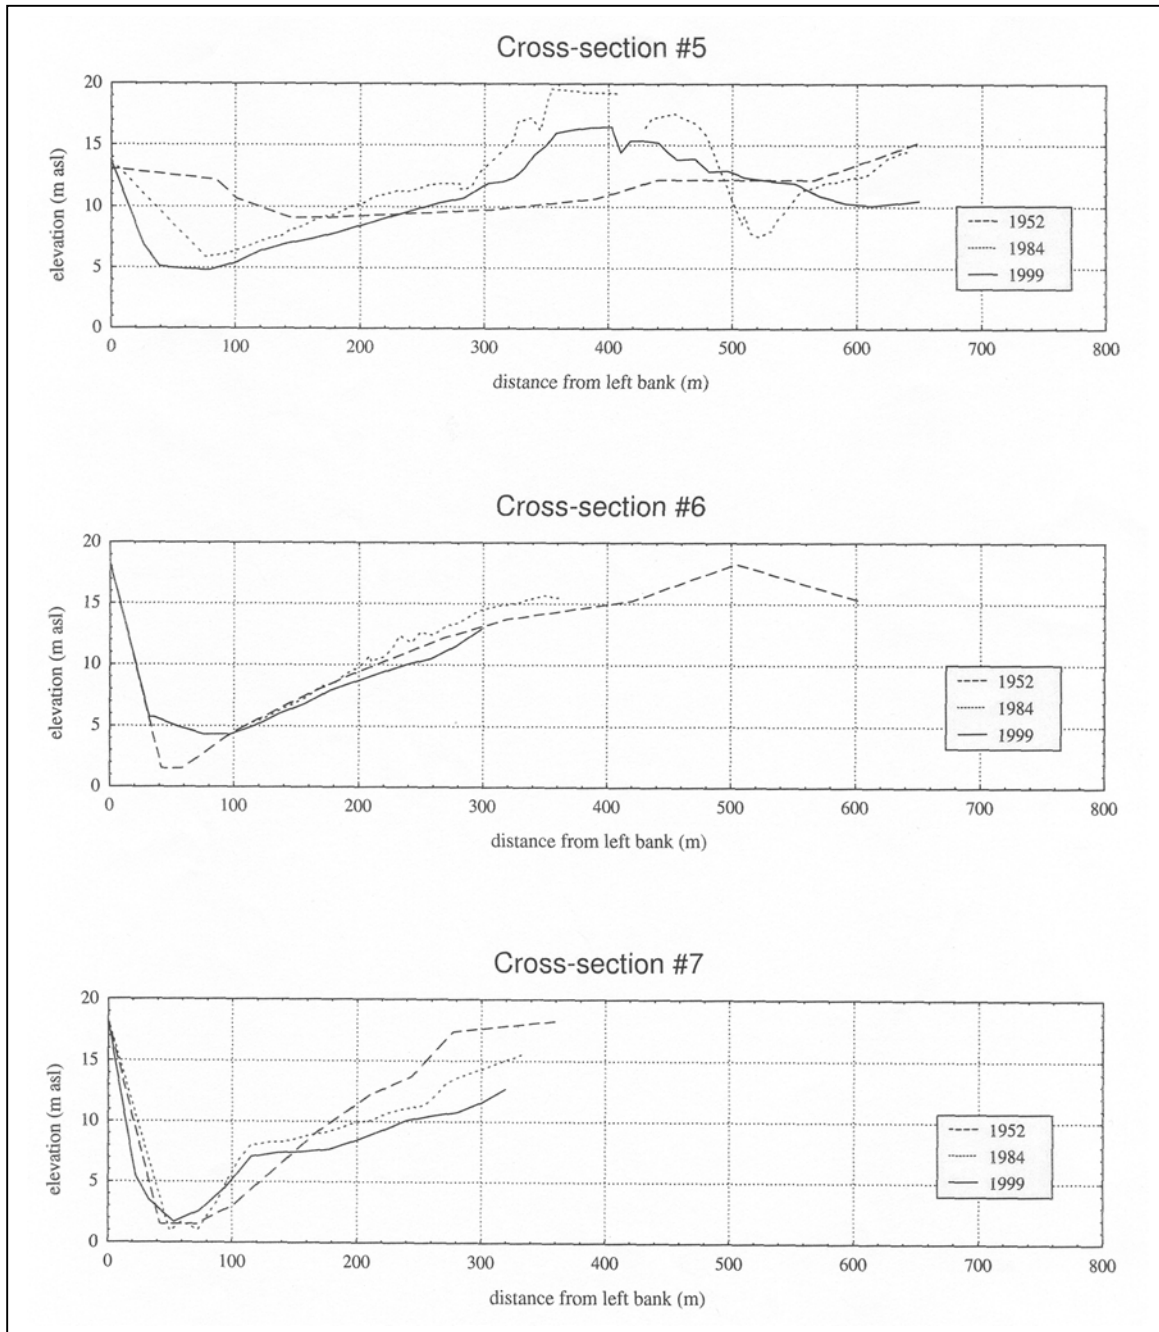 Cross-section #5
elevation (m asl)
20
15
10
5
0
0 100 200 300 400 500 600 700 800
distance from left bank (m)
1952
1984
1999
Cross-section #6
elevation (m asl)
20
15
10
5
0
0 100 200 300 400 500 600 700 800
distance from left bank (m)
1952
1984
1999
Cross-section #7
elevation (m asl)
20
15
10
5
0
0 100 200 300 400 500 600 700 800
distance from left bank (m)
1952
1984
1999